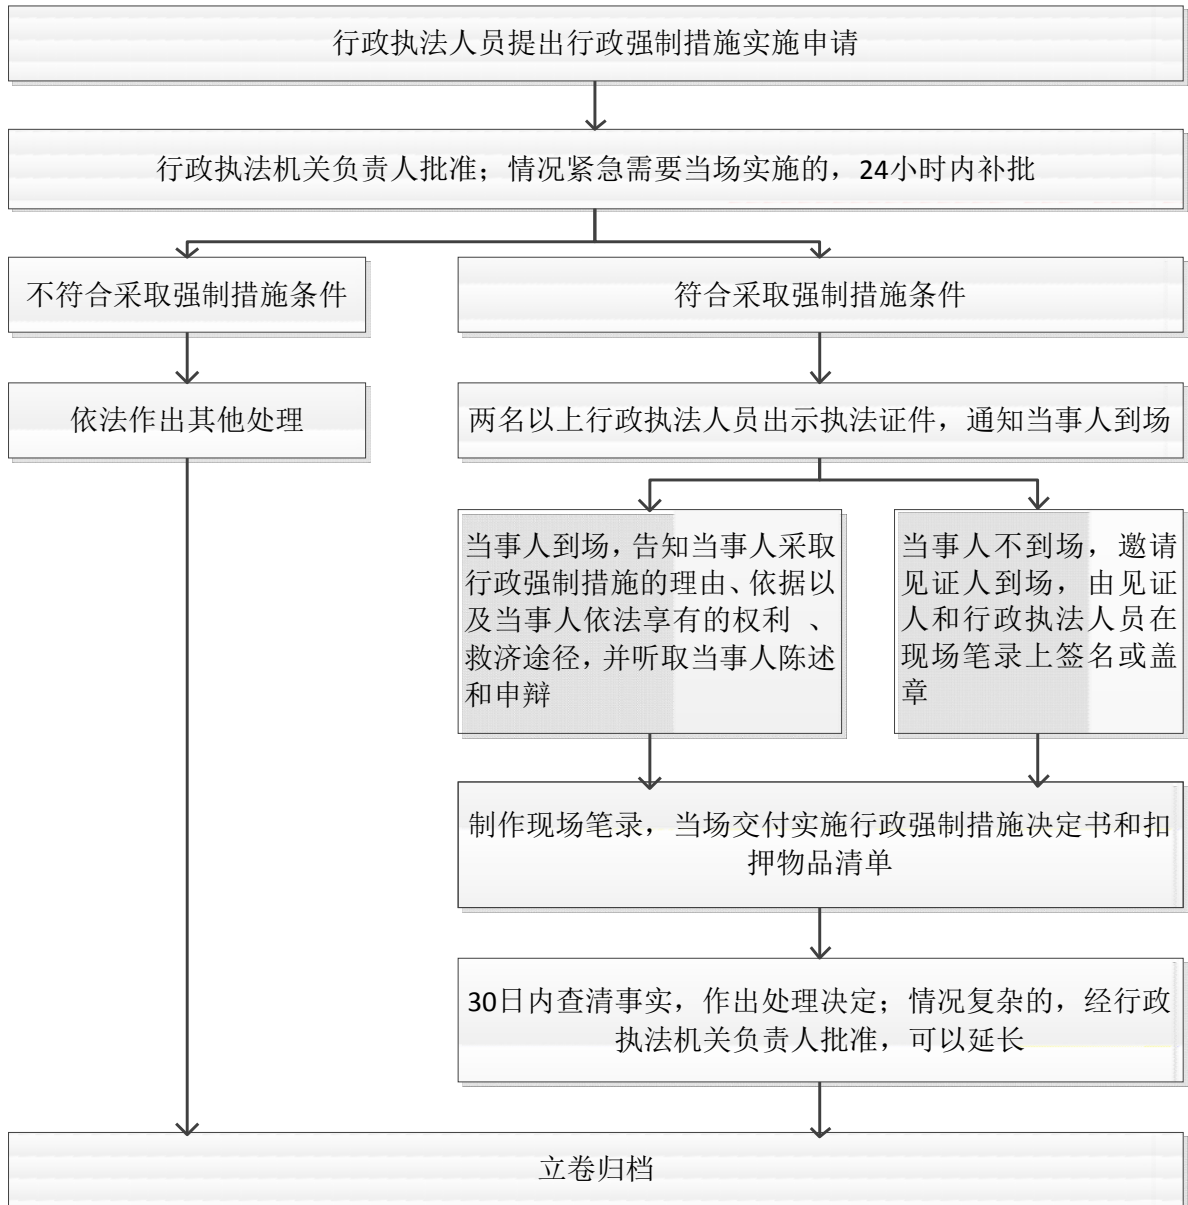 行政执法人员提出行政强制措施实施申请
行政执法机关负责人批准；情况紧急需要当场实施的，24小时内补批
不符合采取强制措施条件
符合采取强制措施条件
依法作出其他处理
两名以上行政执法人员出示执法证件，通知当事人到场
当事人到场，告知当事人采取
行政强制措施的理由、依据以
及当事人依法享有的权利 、
救济途径，并听取当事人陈述
和申辩
当事人不到场，邀请
见证人到场，由见证
人和行政执法人员在
现场笔录上签名或盖
章
制作现场笔录，当场交付实施行政强制措施决定书和扣
押物品清单
30日内查清事实，作出处理决定；情况复杂的，经行政
执法机关负责人批准，可以延长
立卷归档